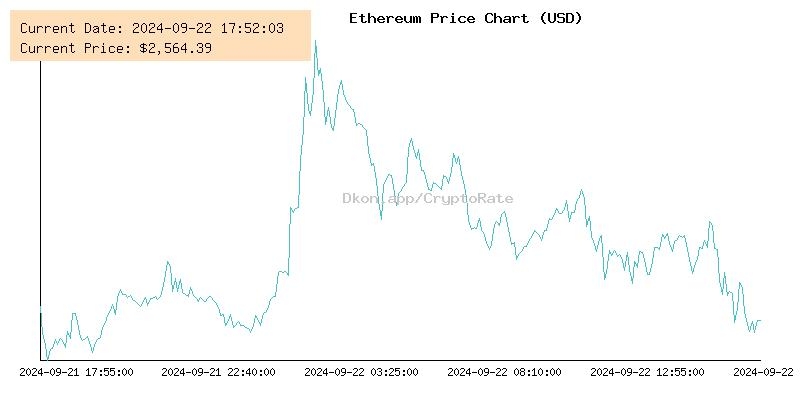 Ethereum Price Chart (USD)
Current Date: 2024-09-22 17:52:03
Current Price: $2,564.39
Dkon.app/CryptoRate
2024-09-21 17:55:00 2024-09-21 22:40:00 2024-09-22 03:25:00 2024-09-22 08:10:00 2024-09-22 12:55:00 2024-09-22